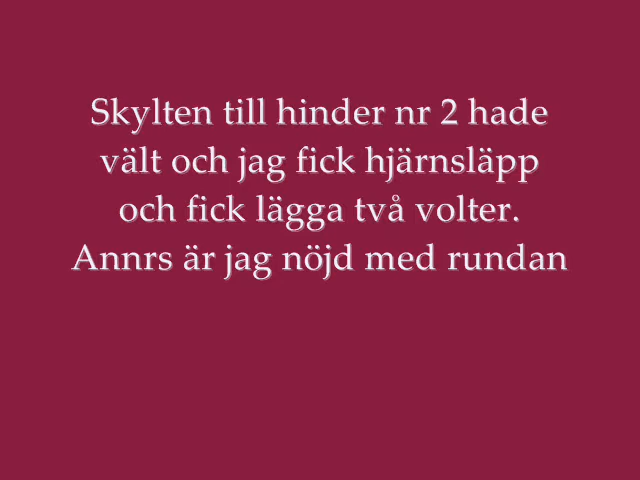 Skylten till hinder nr 2 hade
vält och jag fick hjärnsläpp
och fick lägga två volter.
Annrs är jag nöjd med rundan